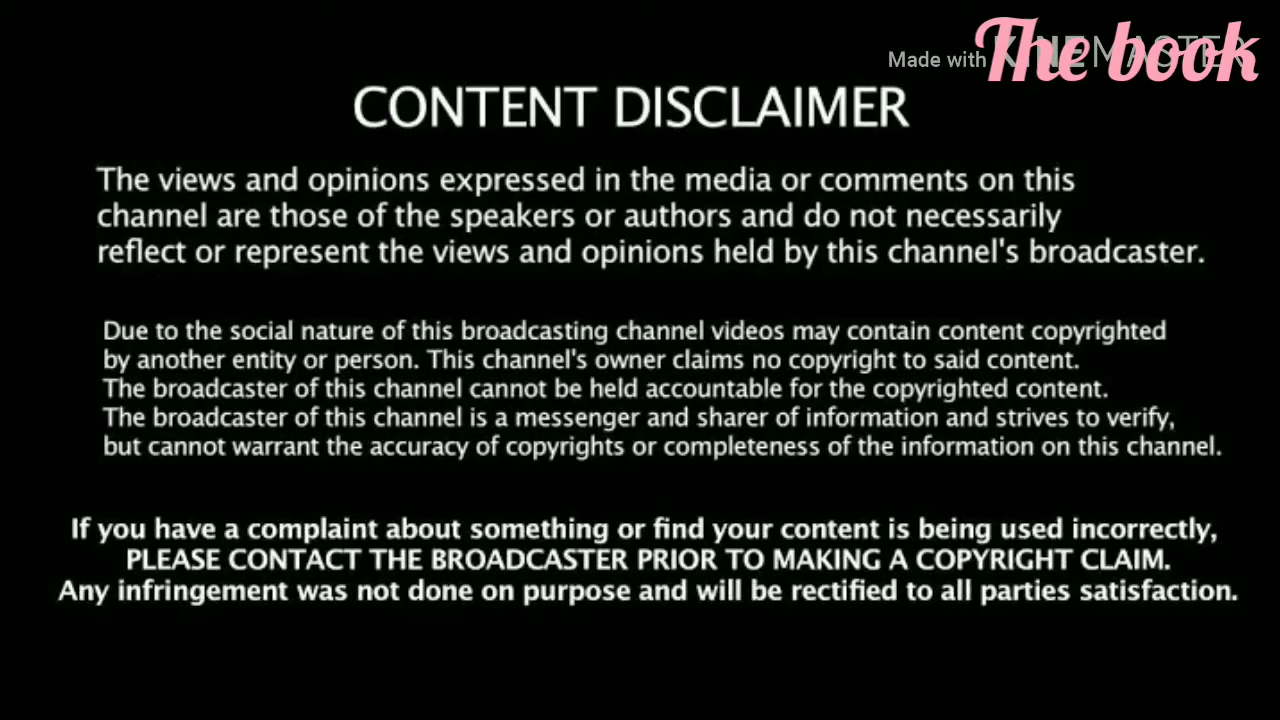 The book
Made with KINEMASTER
CONTENT DISCLAIMER
The views and opinions expressed in the media or comments on this
channel are those of the speakers or authors and do not necessarily
reflect or represent the views and opinions held by this channel's broadcaster.
Due to the social nature of this broadcasting channel videos may contain content copyrighted
by another entity or person. This channel's owner claims no copyright to said content.
The broadcaster of this channel cannot be held accountable for the copyrighted content.
The broadcaster of this channel is a messenger and sharer of information and strives to verify,
but cannot warrant the accuracy of copyrights or completeness of the information on this channel.
If you have a complaint about something or find your content is being used incorrectly,
PLEASE CONTACT THE BROADCASTER PRIOR TO MAKING A COPYRIGHT CLAIM.
Any infringement was not done on purpose and will be rectified to all parties satisfaction.